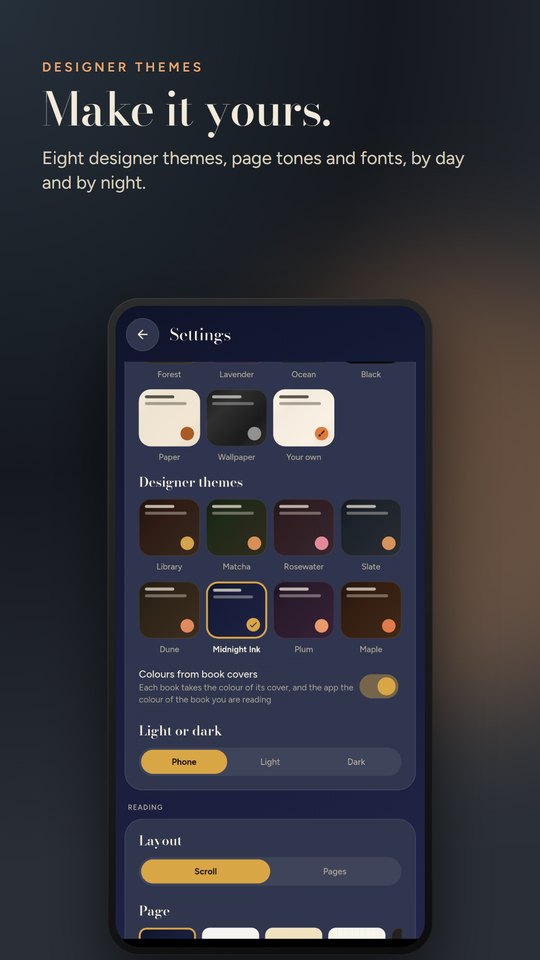 DESIGNER THEMES
Make it yours.
Eight designer themes, page tones and fonts, by day
and by night.
Settings
Forest
Lavender
Ocean
Black
Paper
Wallpaper
Your own
Designer themes
Library
Matcha
Rosewater
Slate
Dune
Midnight Ink
Plum
Maple
Colours from book covers
Each book takes the colour of its cover, and the app the
colour of the book you are reading
Light or dark
Phone
Light
Dark
READING
Layout
Scroll
Pages
Page